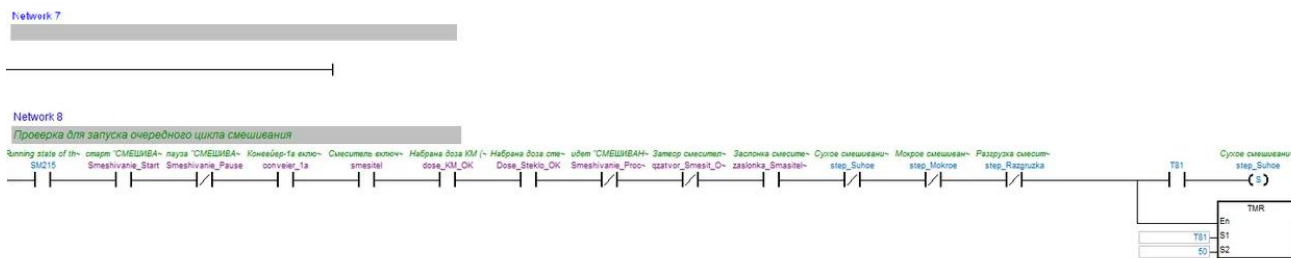 Network 7
Network 8
Проверка для запуска очередного цикла смешивания
Running state of th~ старт "СМЕШИВА~ пауза "СМЕШИВА~ Конвейер-1а вклю~ Смеситель включ~ Набрана доза КМ (~ Набрана доза сте~ идет "СМЕШИВАН~ Затвор смесител~ Заслонка смесите~ Сухое смешивани~ Мокрое смешиван~ Разгрузка смесит~ Сухое смешивани
SM215 Smeshivanie_Start Smeshivanie_Pause conveier_1a smesitel dose_KM_OK Dose_Steklo_OK Smeshivanie_Proc~ qzatvor_Smesit_O~ zaslonka_Smasitel~ step_Suhoe step_Mokroe step_Razgruzka T81 step_Suhoe
S
TMR
En
T81 S1
50 S2